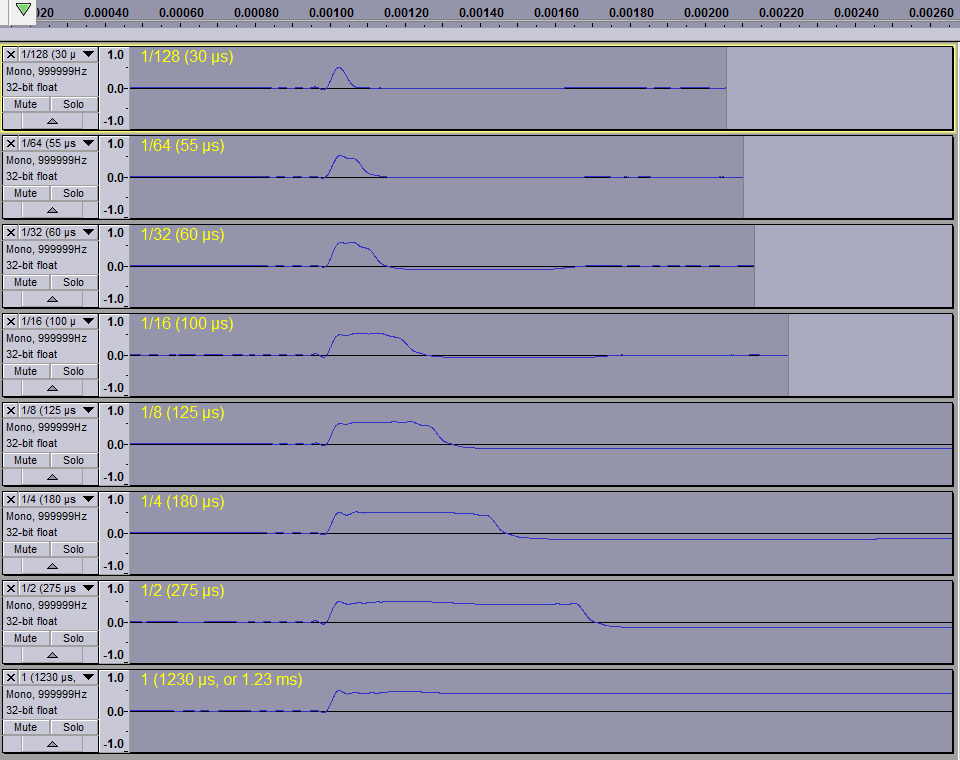 020 0.00040 0.00060 0.00080 0.00100 0.00120 0.00140 0.00160 0.00180 0.00200 0.00220 0.00240 0.00260
1/128 (30 µ 1.0 1/128 (30 µs)
Mono, 999999Hz
32-bit float 0.0-
Mute Solo
-1.0
1/64 (55 µs 1.0 1/64 (55 µs)
Mono, 999999Hz
32-bit float 0.0-
Mute Solo
-1.0
1/32 (60 µs 1.0 1/32 (60 µs)
Mono, 999999Hz
32-bit float 0.0-
Mute Solo
-1.0
1/16 (100 µ 1.0 1/16 (100 µs)
Mono, 999999Hz
32-bit float 0.0-
Mute Solo
-1.0
1/8 (125 µs 1.0 1/8 (125 µs)
Mono, 999999Hz
32-bit float 0.0-
Mute Solo
-1.0
1/4 (180 µs 1.0 1/4 (180 µs)
Mono, 999999Hz
32-bit float 0.0-
Mute Solo
-1.0
1/2 (275 µs 1.0 1/2 (275 µs)
Mono, 999999Hz
32-bit float 0.0-
Mute Solo
-1.0
1 (1230 µs, 1.0 1 (1230 µs, or 1.23 ms)
Mono, 999999Hz
32-bit float 0.0-
Mute Solo
-1.0